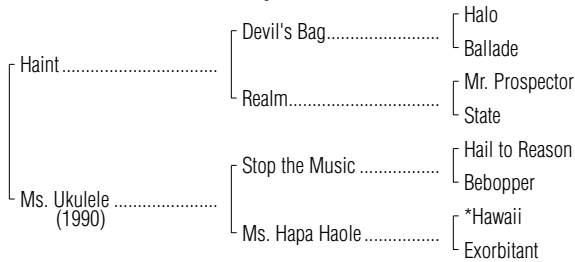 Halo
Devil's Bag
Ballade
Haint
Mr. Prospector
Realm
State
Hail to Reason
Stop the Music
Bebopper
Ms. Ukulele
(1990)
*Hawaii
Ms. Hapa Haole
Exorbitant